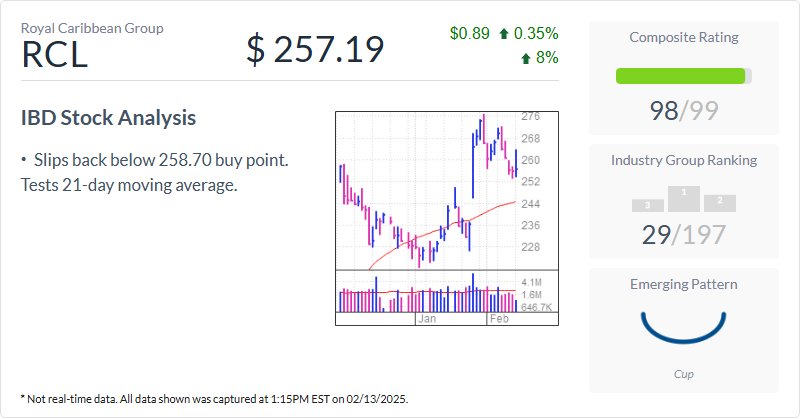 Royal Caribbean Group
RCL
$ 257.19
$0.89 0.35%
8%
IBD Stock Analysis
• Slips back below 258.70 buy point.
Tests 21-day moving average.
276
268
260
252
244
236
228
4.1M
1.6M
646.7K
Jan
Feb
Composite Rating
98/99
Industry Group Ranking
3
1
2
29/197
Emerging Pattern
Cup
* Not real-time data. All data shown was captured at 1:15PM EST on 02/13/2025.